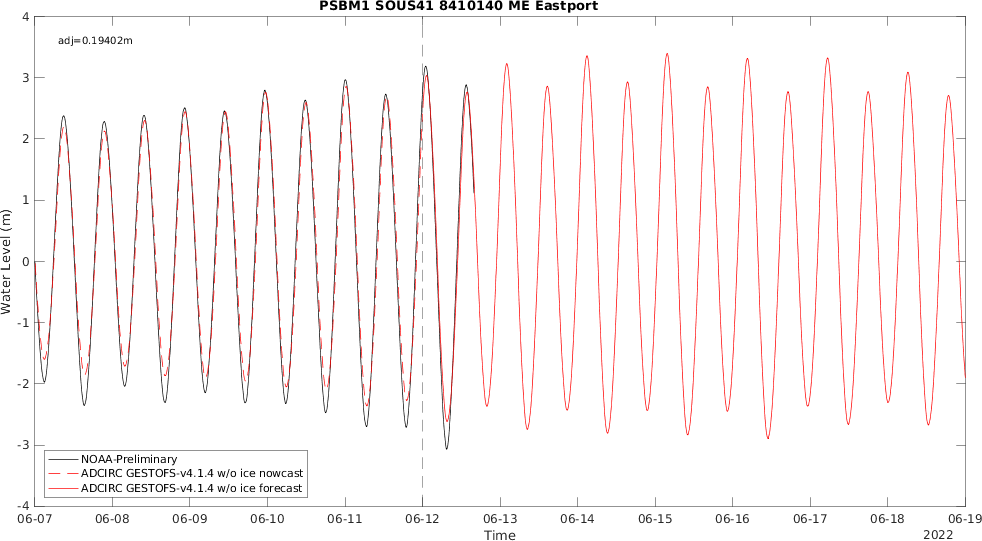 PSBM1 SOUS41 8410140 ME Eastport
adj=0.19402m
4
3
2
1
0
-1
-2
-3
-4
Water Level (m)
NOAA-Preliminary
ADCIRC GESTOFS-v4.1.4 w/o ice nowcast
ADCIRC GESTOFS-v4.1.4 w/o ice forecast
06-07 06-08 06-09 06-10 06-11 06-12 06-13 06-14 06-15 06-16 06-17 06-18 06-19
Time
2022